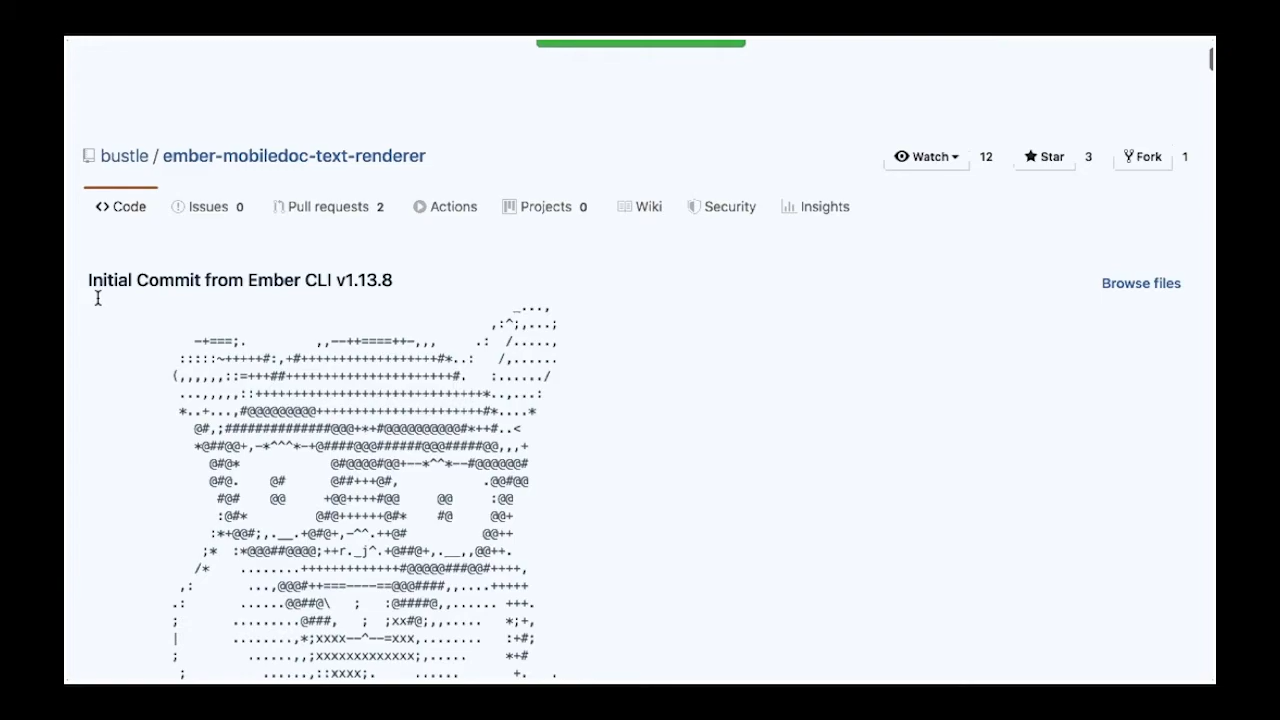 bustle / ember-mobiledoc-text-renderer
Watch 12 Star 3 Fork 1
Code Issues 0 Pull requests 2 Actions Projects 0 Wiki Security Insights
Initial Commit from Ember CLI v1.13.8
Browse files